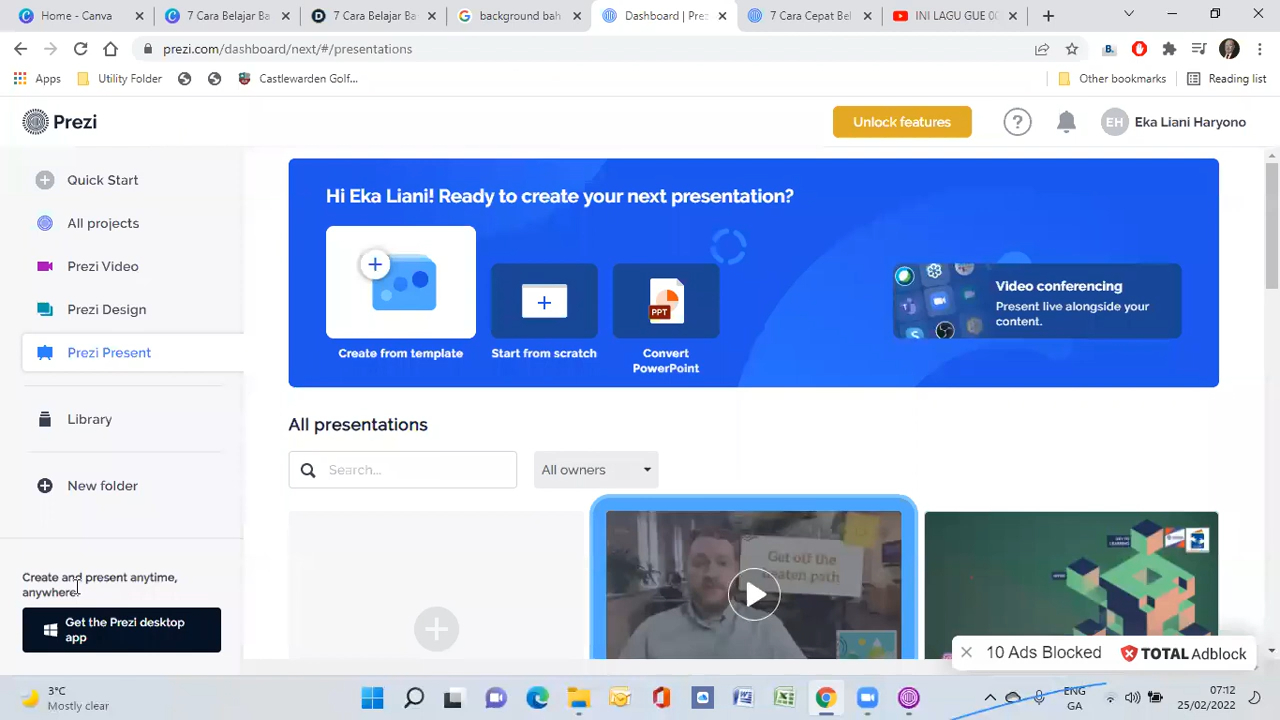 Home - Canva
7 Cara Belajar Ba
7 Cara Belajar Ba
background bah
Dashboard | Prez
7 Cara Cepat Bel
INI LAGU GUE OO
prezi.com/dashboard/next/#/presentations
Apps
Utility Folder
Castlewarden Golf...
Other bookmarks
Reading list
Prezi
Unlock features
EH
Eka Liani Haryono
Quick Start
All projects
Prezi Video
Prezi Design
Prezi Present
Library
New folder
Create and present anytime,
anywhere.
Get the Prezi desktop
app
Hi Eka Liani! Ready to create your next presentation?
Create from template
Start from scratch
PPT
Convert
PowerPoint
Video conferencing
Present live alongside your
content.
All presentations
Search...
All owners
Get off the
beaten path
10 Ads Blocked
TOTAL Adblock
3°C
Mostly clear
ENG
GA
07:12
25/02/2022